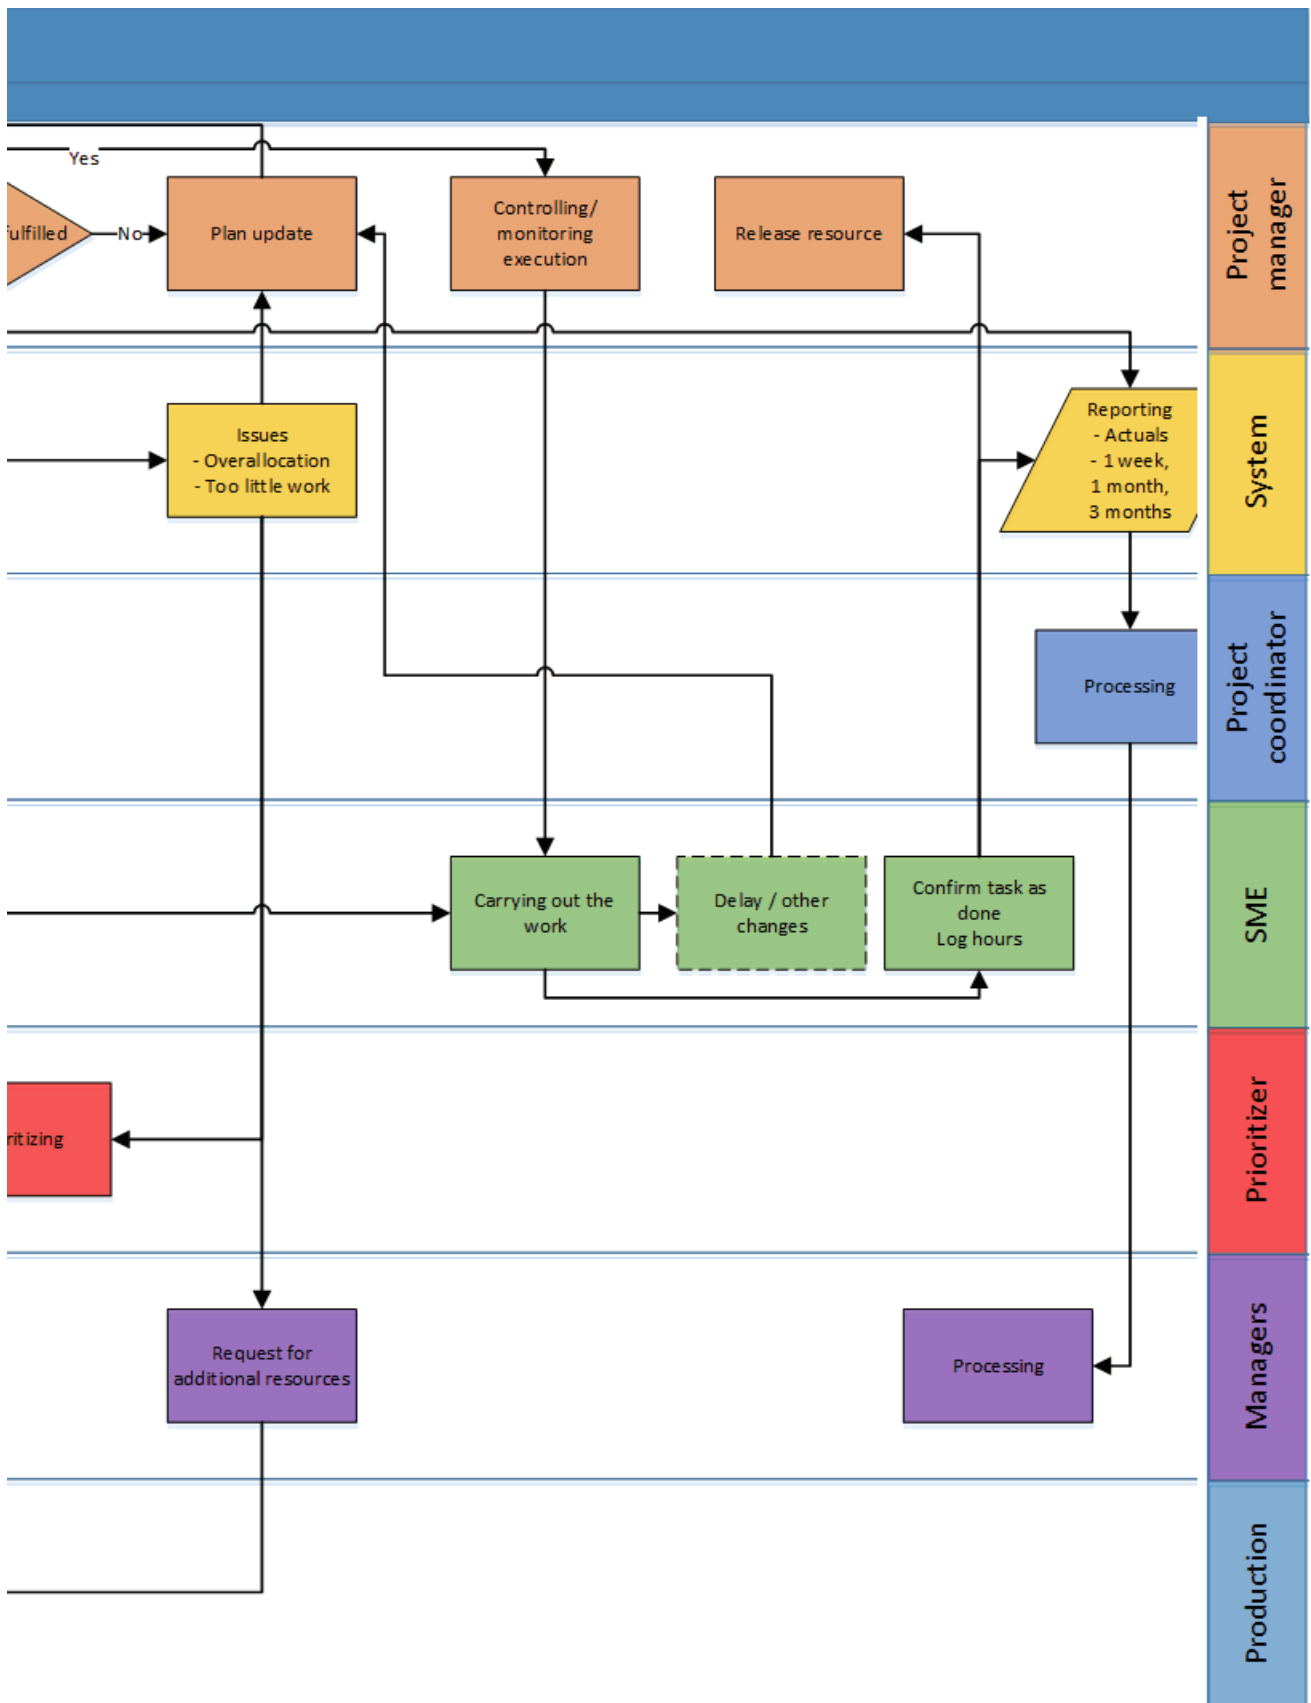 Yes
ulfilled
No
Plan update
Controlling/
monitoring
execution
Release resource
Project
manager
Issues
- Overallocation
- Too little work
Reporting
- Actuals
- 1 week,
1 month,
3 months
System
Processing
Project
coordinator
Carrying out the
work
Delay / other
changes
Confirm task as
done
Log hours
SME
ritizing
Prioritizer
Request for
additional resources
Processing
Managers
Production